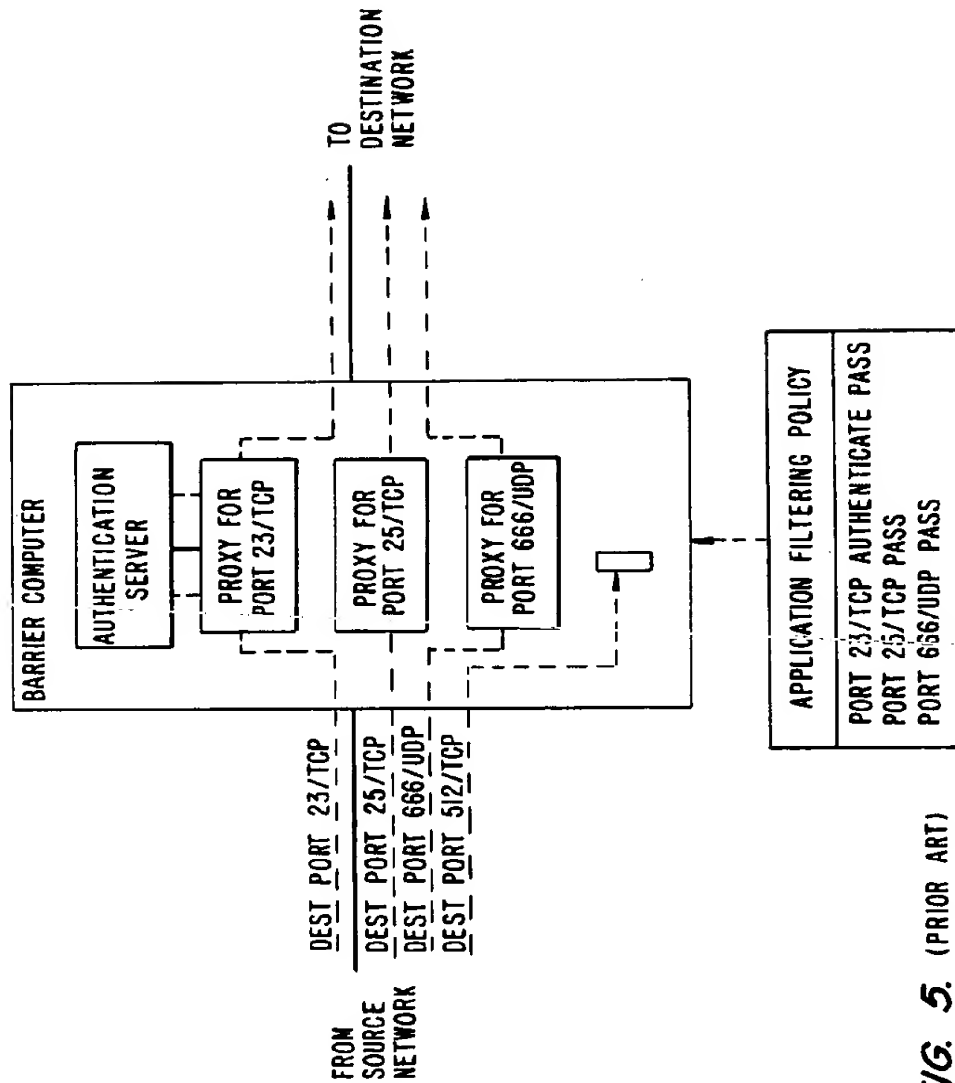 BARRIER COMPUTER
AUTHENTICATION
SERVER
PROXY FOR
PORT 23/TCP
PROXY FOR
PORT 25/TCP
PROXY FOR
PORT 666/UDP
FROM
SOURCE
NETWORK
DEST PORT 23/TCP
DEST PORT 25/TCP
DEST PORT 666/UDP
DEST PORT 512/TCP
TO
DESTINATION
NETWORK
APPLICATION FILTERING POLICY
PORT 23/TCP AUTHENTICATE PASS
PORT 25/TCP PASS
PORT 666/UDP PASS
FIG. 5. (PRIOR ART)